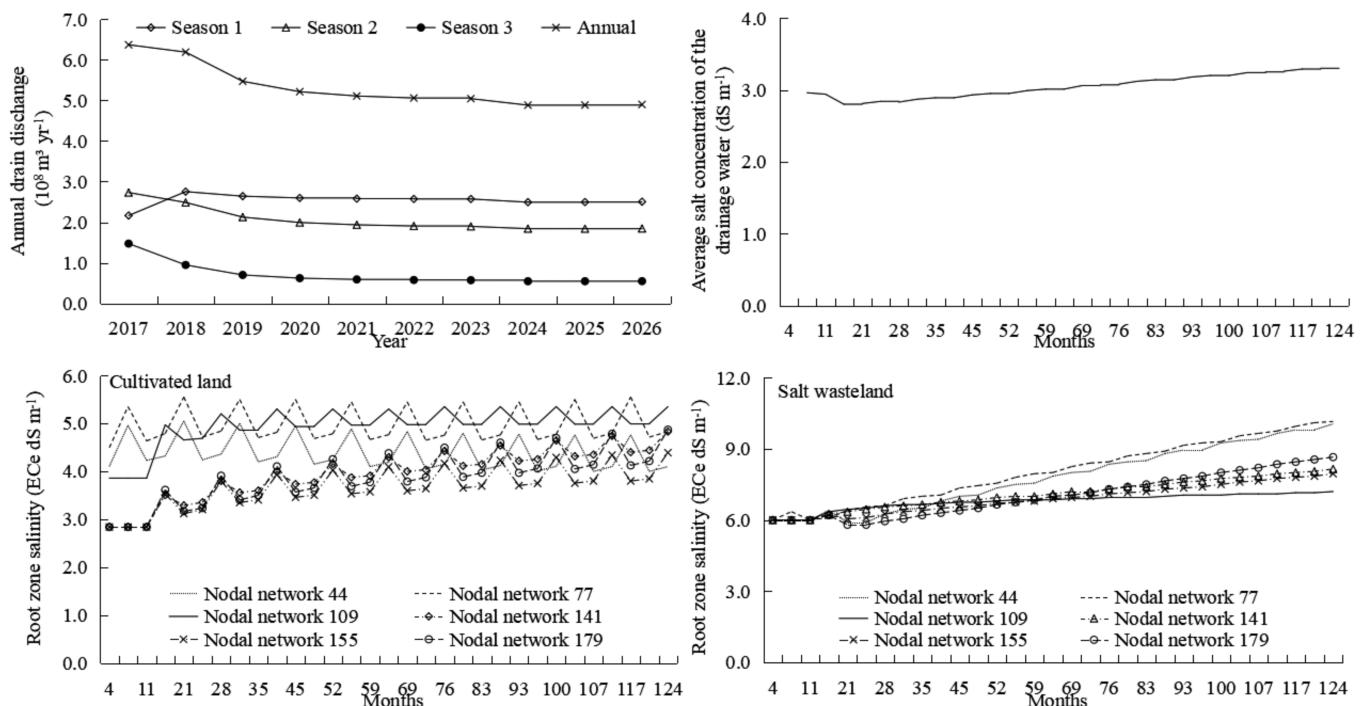 Season 1 Season 2 Season 3 Annual
Annual drain discharge
(10⁸ m³ yr⁻¹)
7.0
6.0
5.0
4.0
3.0
2.0
1.0
0.0
2017 2018 2019 2020 2021 2022 2023 2024 2025 2026
Year
Average salt concentration of the
drainage water (dS m⁻¹)
4.0
3.0
2.0
1.0
0.0
4 11 21 28 35 45 52 59 69 76 83 93 100 107 117 124
Months
Cultivated land
Root zone salinity (ECe dS m⁻¹)
6.0
5.0
4.0
3.0
2.0
1.0
0.0
Nodal network 44 Nodal network 77
Nodal network 109 Nodal network 141
Nodal network 155 Nodal network 179
4 11 21 28 35 45 52 59 69 76 83 93 100 107 117 124
Months
Salt wasteland
Root zone salinity (ECe dS m⁻¹)
12.0
9.0
6.0
3.0
0.0
Nodal network 44 Nodal network 77
Nodal network 109 Nodal network 141
Nodal network 155 Nodal network 179
4 11 21 28 35 45 52 59 69 76 83 93 100 107 117 124
Months